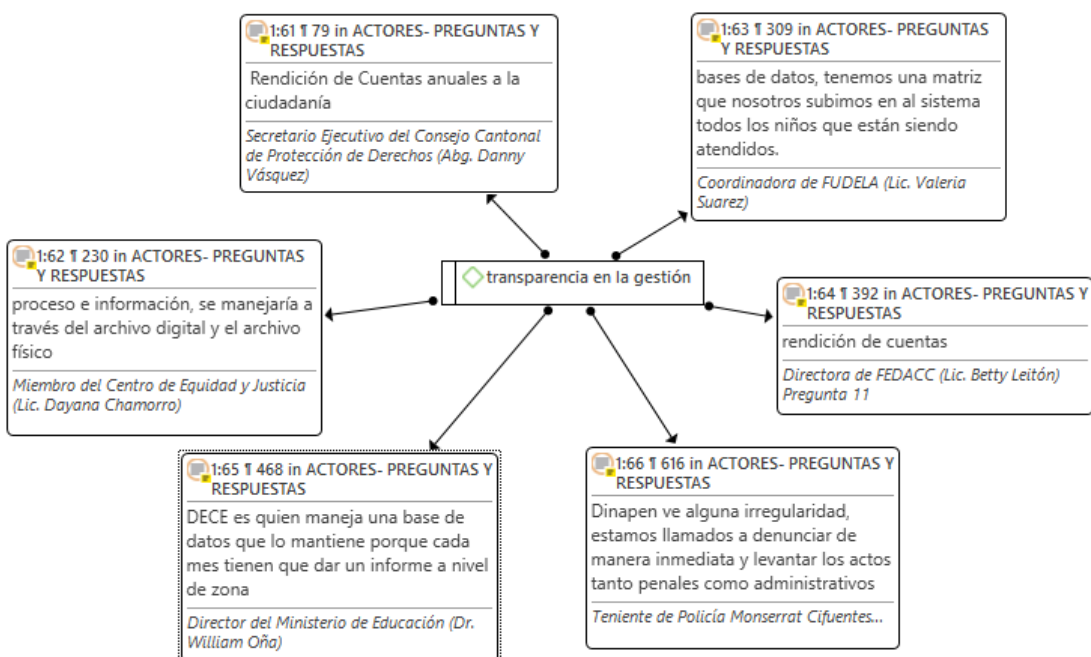 1:61 ¶ 79 in ACTORES- PREGUNTAS Y
RESPUESTAS
Rendición de Cuentas anuales a la
ciudadanía
Secretario Ejecutivo del Consejo Cantonal
de Protección de Derechos (Abg. Danny
Vásquez)
1:63 ¶ 309 in ACTORES- PREGUNTAS
Y RESPUESTAS
bases de datos, tenemos una matriz
que nosotros subimos en al sistema
todos los niños que están siendo
atendidos.
Coordinadora de FUDELA (Lic. Valeria
Suarez)
1:62 ¶ 230 in ACTORES- PREGUNTAS
Y RESPUESTAS
proceso e información, se manejaría a
través del archivo digital y el archivo
físico
Miembro del Centro de Equidad y Justicia
(Lic. Dayana Chamorro)
transparencia en la gestión
1:64 ¶ 392 in ACTORES- PREGUNTAS Y
RESPUESTAS
rendición de cuentas
Directora de FEDACC (Lic. Betty Leitón)
Pregunta 11
1:65 ¶ 468 in ACTORES- PREGUNTAS Y
RESPUESTAS
DECE es quien maneja una base de
datos que lo mantiene porque cada
mes tienen que dar un informe a nivel
de zona
Director del Ministerio de Educación (Dr.
William Oña)
1:66 ¶ 616 in ACTORES- PREGUNTAS Y
RESPUESTAS
Dinapen ve alguna irregularidad,
estamos llamados a denunciar de
manera inmediata y levantar los actos
tanto penales como administrativos
Teniente de Policía Monserrat Cifuentes...